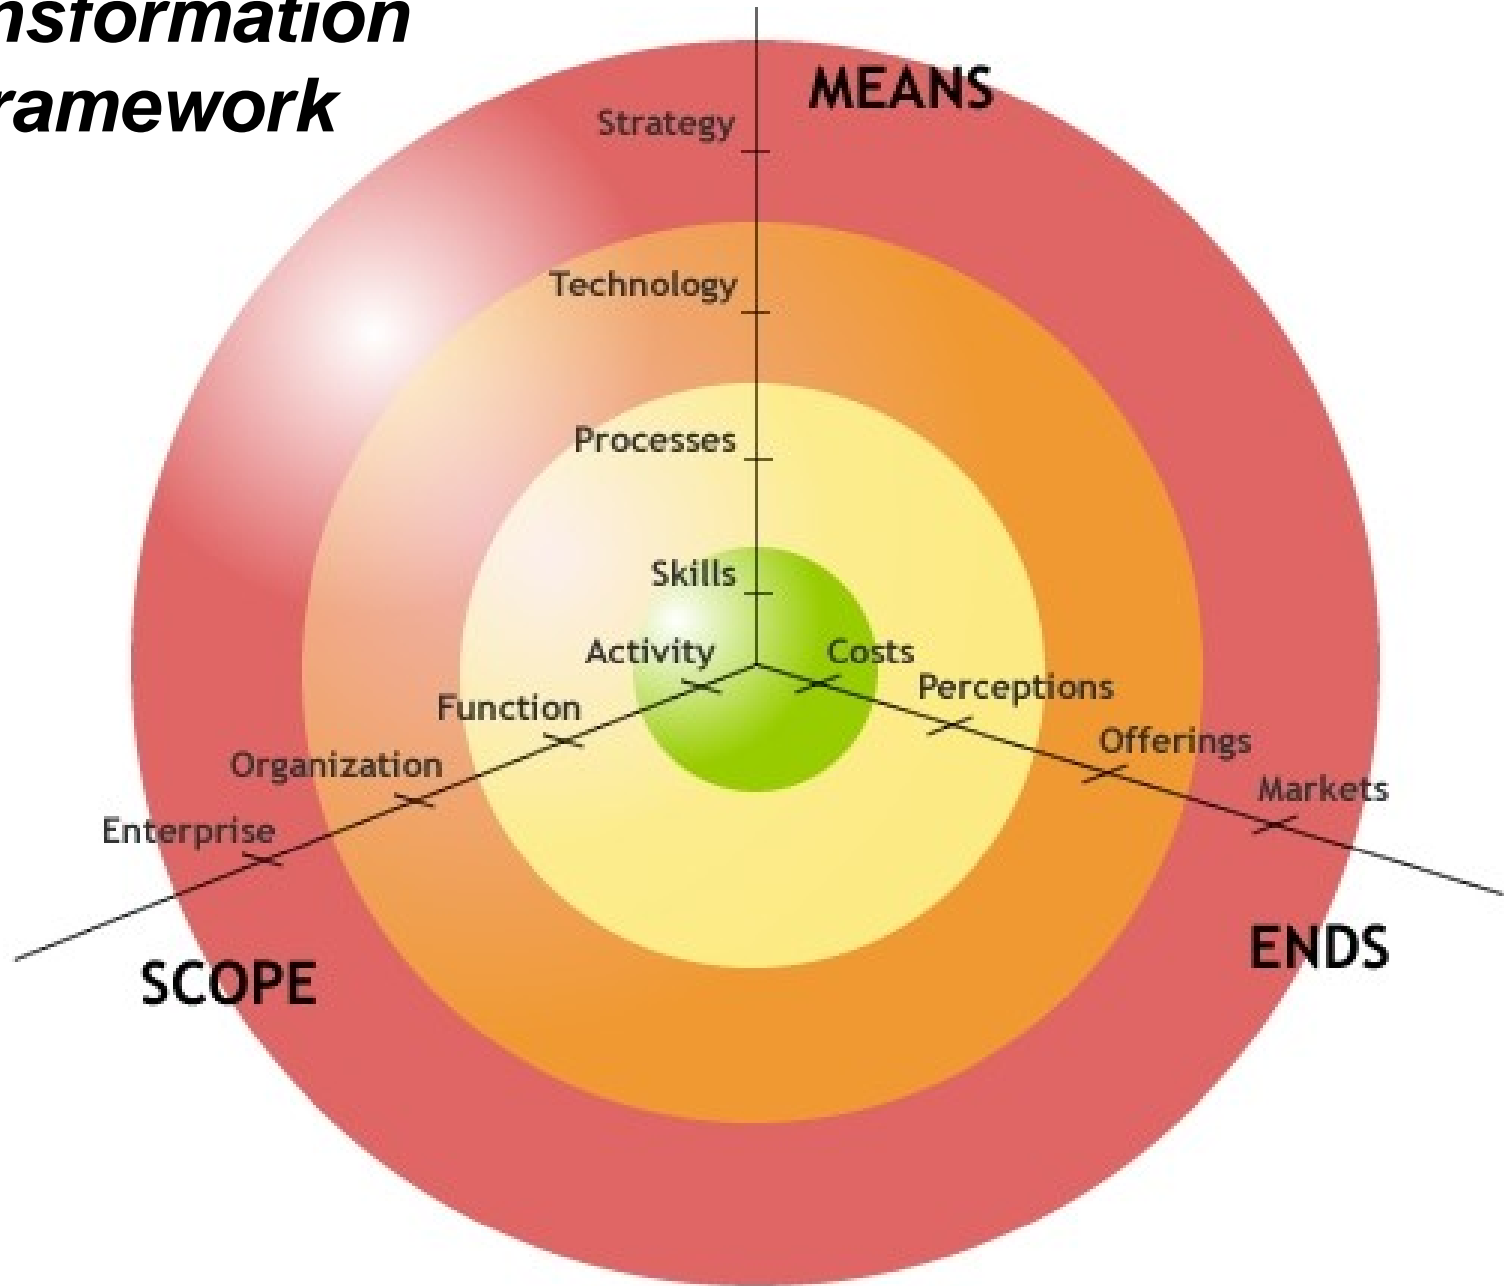 nsformation
ramework
MEANS
Strategy
Technology
Processes
Skills
Activity
Costs
Function
Perceptions
Organization
Offerings
Enterprise
Markets
SCOPE
ENDS